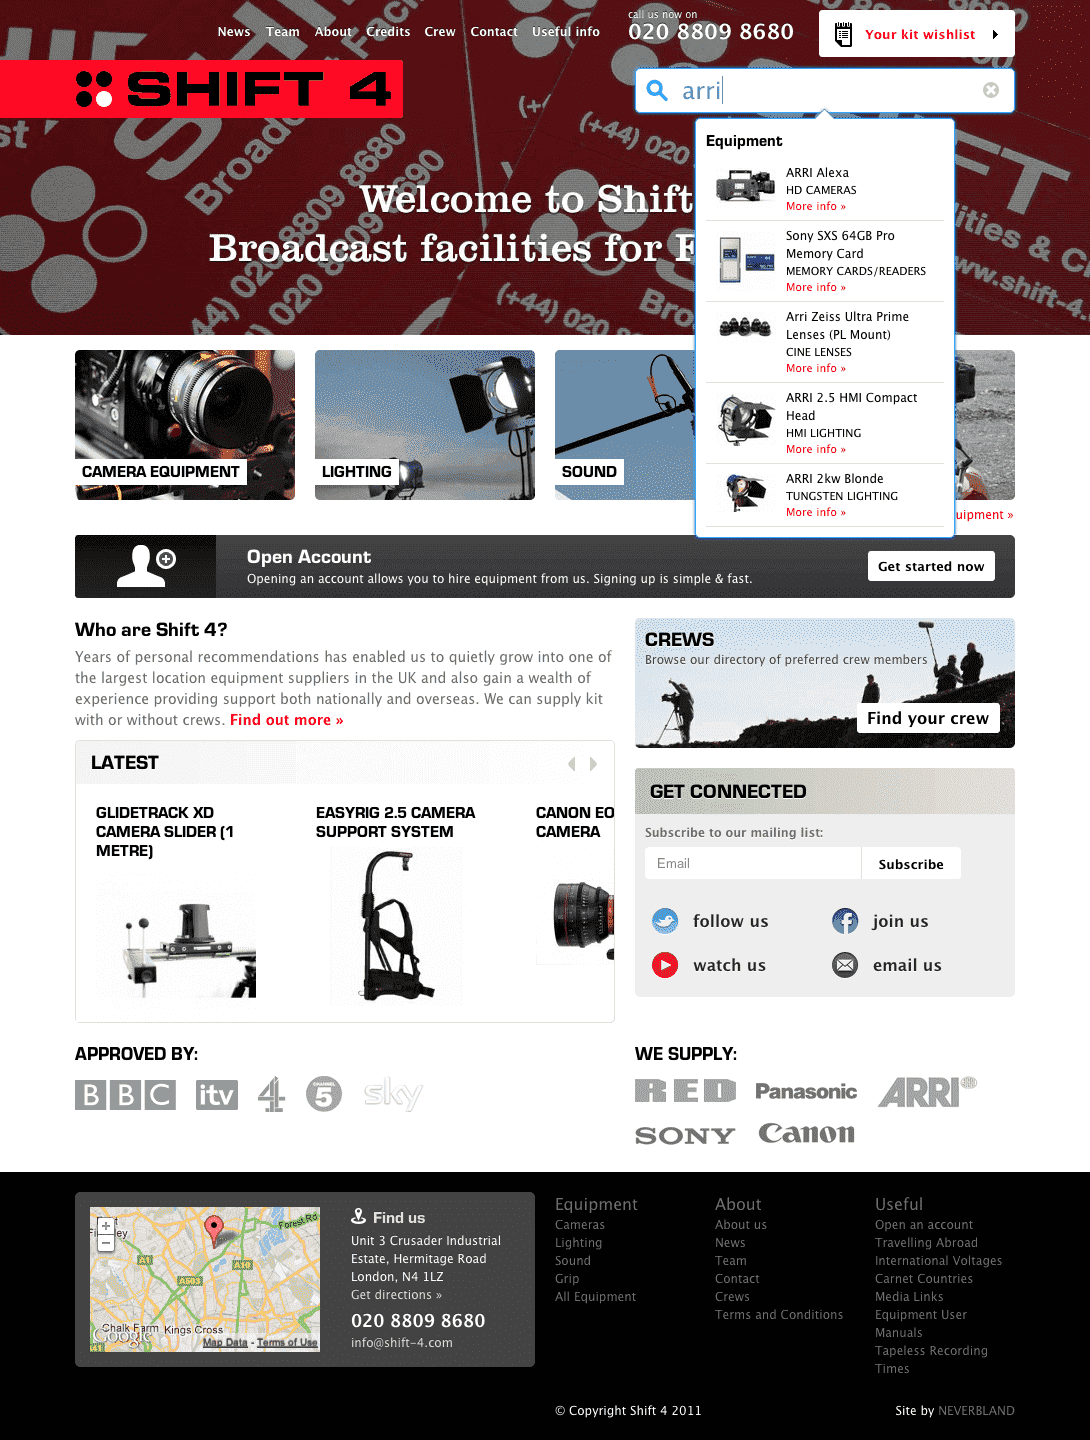 call us now on
News Team About Credits Crew Contact Useful info
020 8809 8680
Your kit wishlist
SHIFT 4
arri
Equipment
ARRI Alexa
HD CAMERAS
More info »
Sony SXS 64GB Pro
Memory Card
MEMORY CARDS/READERS
More info »
Arri Zeiss Ultra Prime
Lenses (PL Mount)
CINE LENSES
More info »
ARRI 2.5 HMI Compact
Head
HMI LIGHTING
More info »
ARRI 2kw Blonde
TUNGSTEN LIGHTING
More info »
Welcome to Shift
Broadcast facilities for
CAMERA EQUIPMENT
LIGHTING
SOUND
uipment »
Open Account
Opening an account allows you to hire equipment from us. Signing up is simple & fast.
Get started now
Who are Shift 4?
Years of personal recommendations has enabled us to quietly grow into one of
the largest location equipment suppliers in the UK and also gain a wealth of
experience providing support both nationally and overseas. We can supply kit
with or without crews. Find out more »
CREWS
Browse our directory of preferred crew members
Find your crew
LATEST
GLIDETRACK XD
CAMERA SLIDER (1
METRE)
EASYRIG 2.5 CAMERA
SUPPORT SYSTEM
CANON EO
CAMERA
GET CONNECTED
Subscribe to our mailing list:
Email
Subscribe
follow us
join us
watch us
email us
APPROVED BY:
BBC itv 4 CHANNEL 5 sky
WE SUPPLY:
RED Panasonic ARRI
SONY Canon
Find us
Unit 3 Crusader Industrial
Estate, Hermitage Road
London, N4 1LZ
Get directions »
020 8809 8680
info@shift-4.com
Forest Rd
A1
A503
A10
Chalk Farm
Kings Cross
Google
Map Data - Terms of Use
Equipment
Cameras
Lighting
Sound
Grip
All Equipment
About
About us
News
Team
Contact
Crews
Terms and Conditions
Useful
Open an account
Travelling Abroad
International Voltages
Carnet Countries
Media Links
Equipment User
Manuals
Tapeless Recording
Times
© Copyright Shift 4 2011
Site by NEVERBLAND